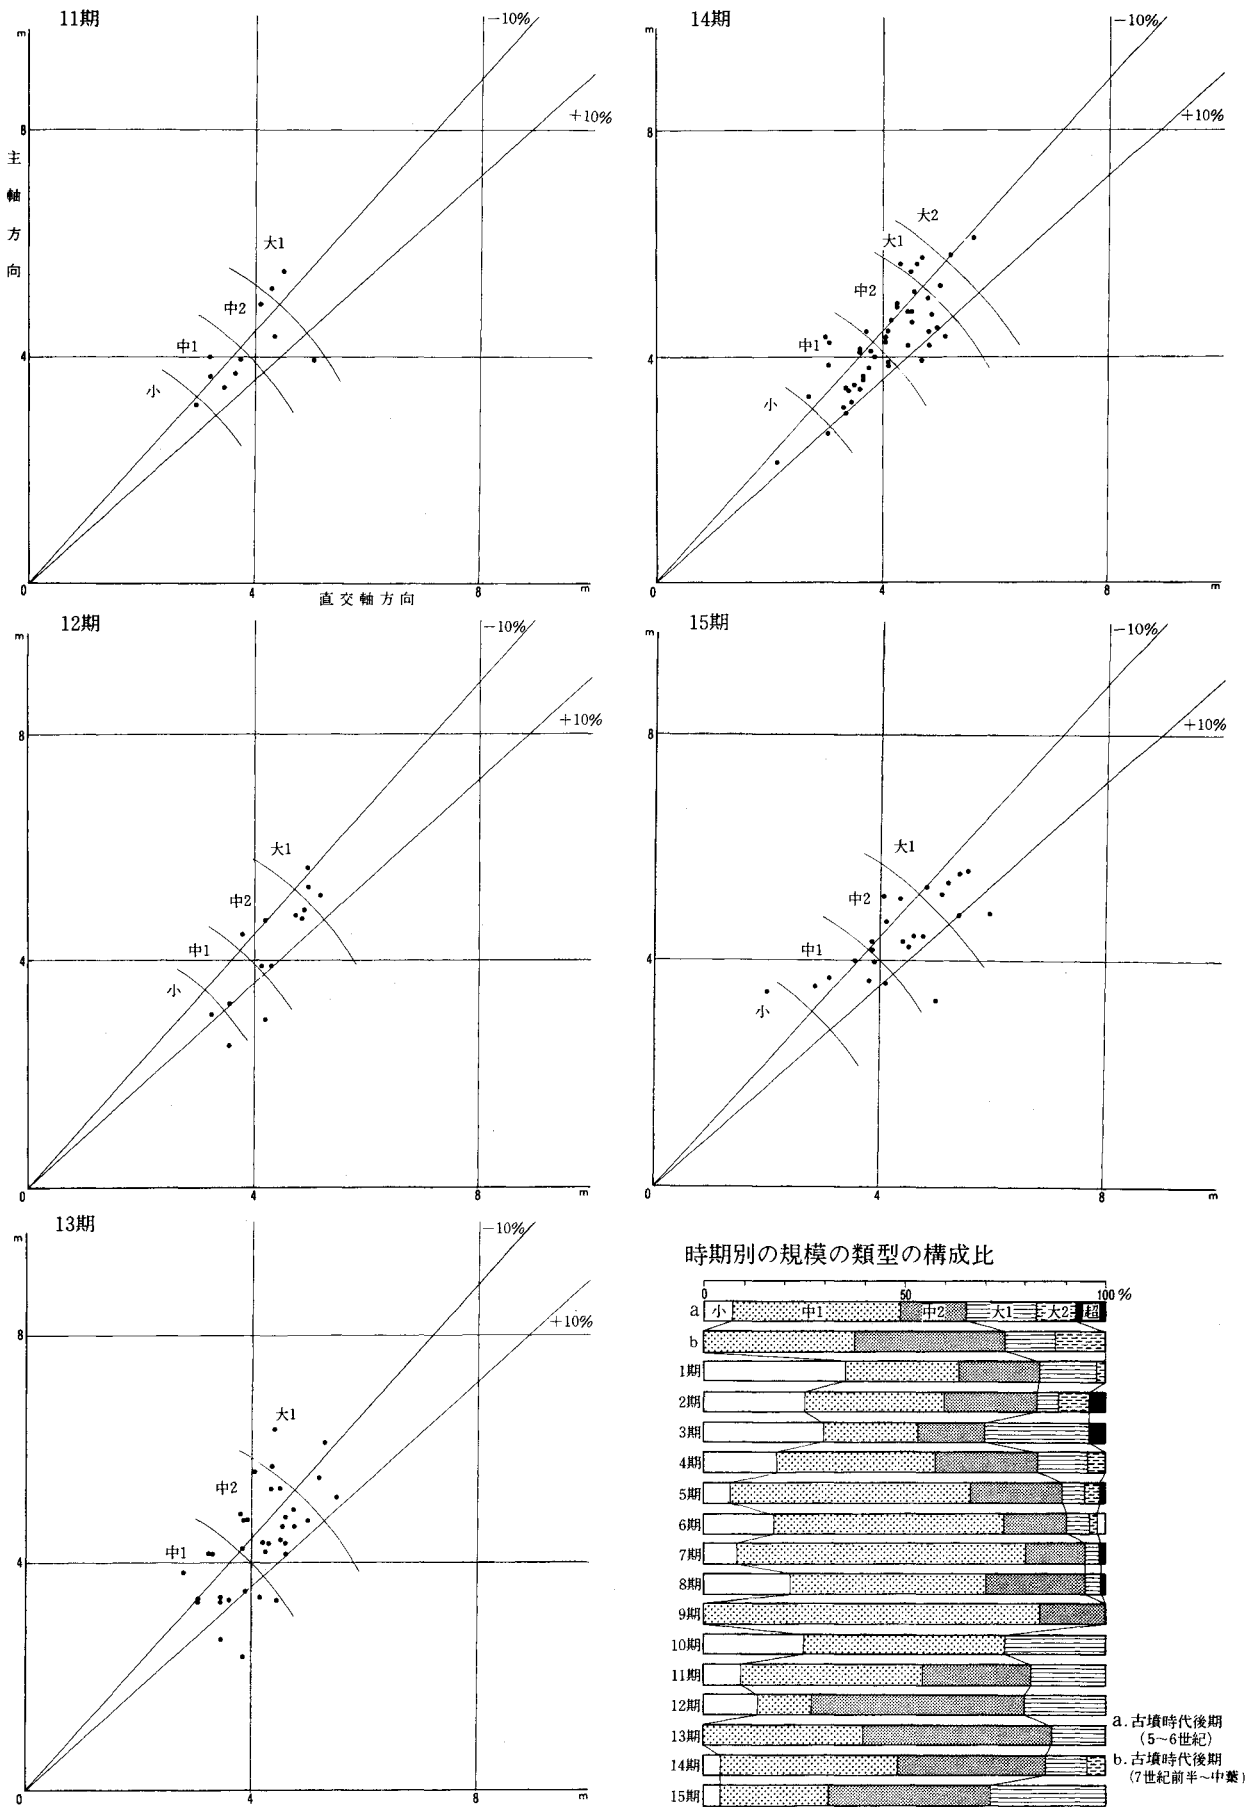 11期
m
-10%
+10%
8
主軸方向
大1
中2
中1
小
4
0
4
8
m
直交軸方向
14期
m
-10%
+10%
8
大2
大1
中2
中1
小
4
0
4
8
m
12期
m
-10%
+10%
8
大1
中2
中1
小
4
0
4
8
m
15期
m
-10%
+10%
8
大1
中2
中1
小
4
0
4
8
m
13期
m
-10%
+10%
8
大1
中2
中1
4
0
4
8
m
時期別の規模の類型の構成比
0 50 100%
a 小 中1 中2 大1 大2 超
b
1期
2期
3期
4期
5期
6期
7期
8期
9期
10期
11期
12期
13期
14期
15期
a.古墳時代後期
(5~6世紀)
b.古墳時代後期
(7世紀前半~中葉)